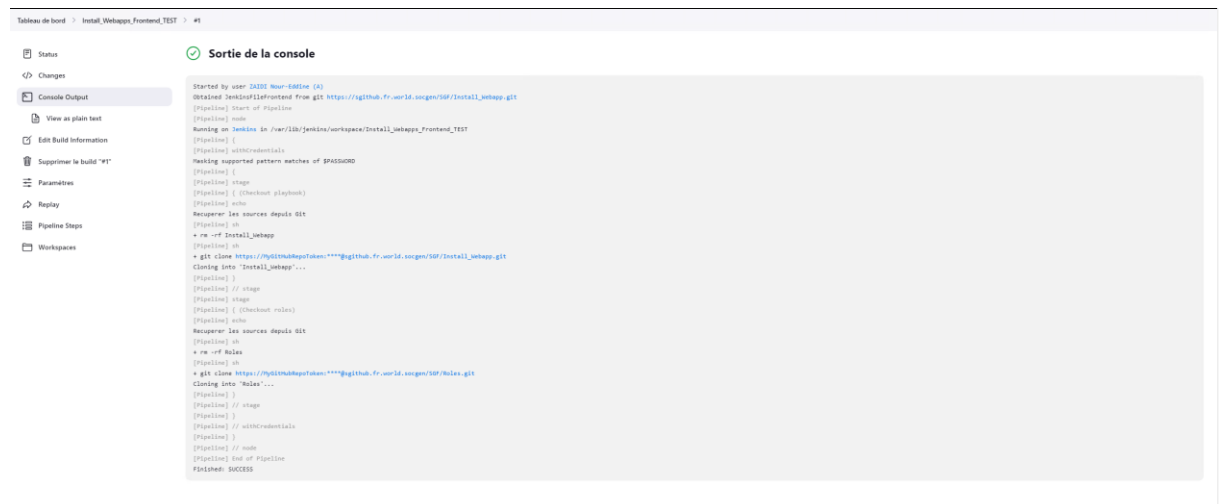 Tableau de bord > Install_Webapps_Frontend_TEST > #1
Status
Changes
Console Output
View as plain text
Edit Build Information
Supprimer le build "#1"
Paramètres
Replay
Pipeline Steps
Workspaces
Sortie de la console
Started by user ZAIDI Nour-Eddine (4)
Obtained JenkinsFileFrontend from git https://sgithub.fr.world.socgen/SGF/Install_Webapp.git
[Pipeline] Start of Pipeline
[Pipeline] node
Running on Jenkins in /var/lib/jenkins/workspace/Install_Webapps_Frontend_TEST
[Pipeline] {
[Pipeline] withCredentials
Masking supported pattern matches of $PASSWORD
[Pipeline] {
[Pipeline] stage
[Pipeline] { (Checkout playbook)
[Pipeline] echo
Recuperer les sources depuis Git
[Pipeline] sh
+ rm -rf Install_Webapp
[Pipeline] sh
+ git clone https://MyGitHubRepoToken:****@sgithub.fr.world.socgen/SGF/Install_Webapp.git
Cloning into 'Install_Webapp'...
[Pipeline] }
[Pipeline] // stage
[Pipeline] stage
[Pipeline] { (Checkout roles)
[Pipeline] echo
Recuperer les sources depuis Git
[Pipeline] sh
+ rm -rf Roles
[Pipeline] sh
+ git clone https://MyGitHubRepoToken:****@sgithub.fr.world.socgen/SGF/Roles.git
Cloning into 'Roles'...
[Pipeline] }
[Pipeline] // stage
[Pipeline] }
[Pipeline] // withCredentials
[Pipeline] }
[Pipeline] // node
[Pipeline] End of Pipeline
Finished: SUCCESS